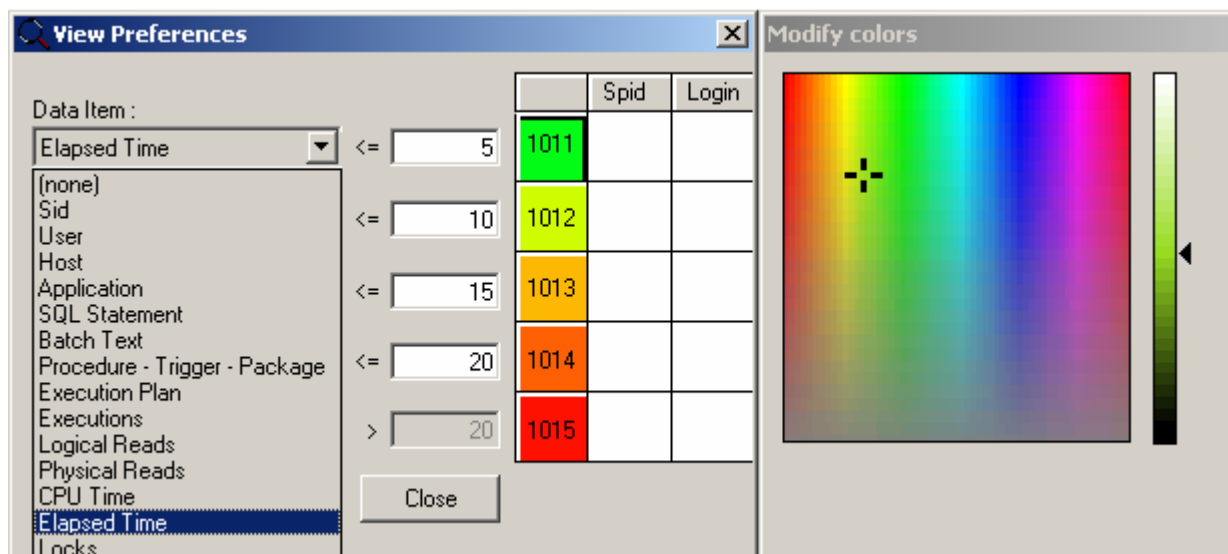 View Preferences
Modify colors
Data Item :
Elapsed Time
(none)
Sid
User
Host
Application
SQL Statement
Batch Text
Procedure - Trigger - Package
Execution Plan
Executions
Logical Reads
Physical Reads
CPU Time
Elapsed Time
Locks
<= 5
<= 10
<= 15
<= 20
> 20
Close
Spid Login
1011
1012
1013
1014
1015